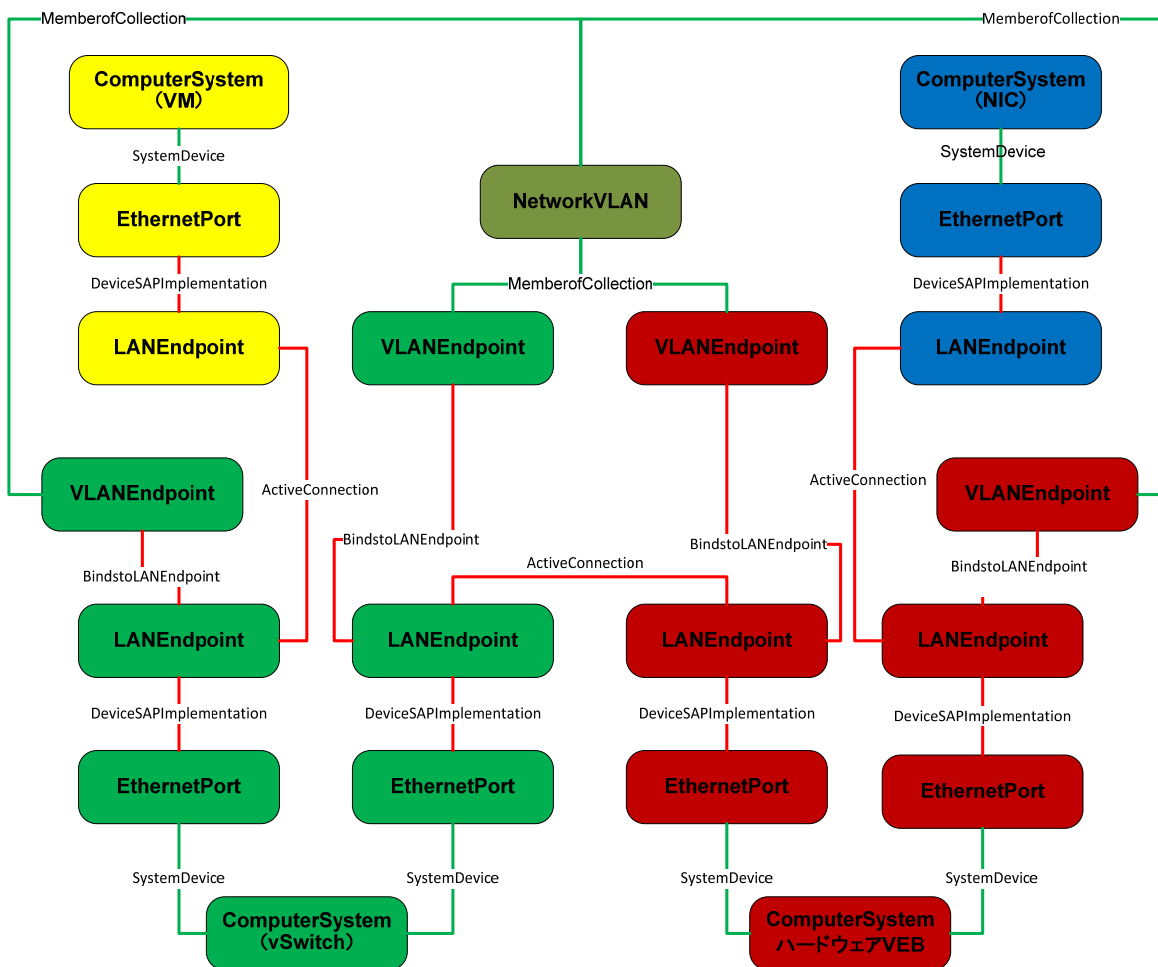 MemberofCollection
MemberofCollection
ComputerSystem
（VM）
ComputerSystem
（NIC）
SystemDevice
SystemDevice
NetworkVLAN
EthernetPort
EthernetPort
DeviceSAPImplementation
MemberofCollection
DeviceSAPImplementation
LANEndpoint
VLANEndpoint
VLANEndpoint
LANEndpoint
VLANEndpoint
ActiveConnection
ActiveConnection
VLANEndpoint
BindstoLANEndpoint
BindstoLANEndpoint
BindstoLANEndpoint
ActiveConnection
BindstoLANEndpoint
LANEndpoint
LANEndpoint
LANEndpoint
LANEndpoint
DeviceSAPImplementation
DeviceSAPImplementation
DeviceSAPImplementation
DeviceSAPImplementation
EthernetPort
EthernetPort
EthernetPort
EthernetPort
SystemDevice
SystemDevice
SystemDevice
SystemDevice
ComputerSystem
（vSwitch）
ComputerSystem
ハードウェアVEB